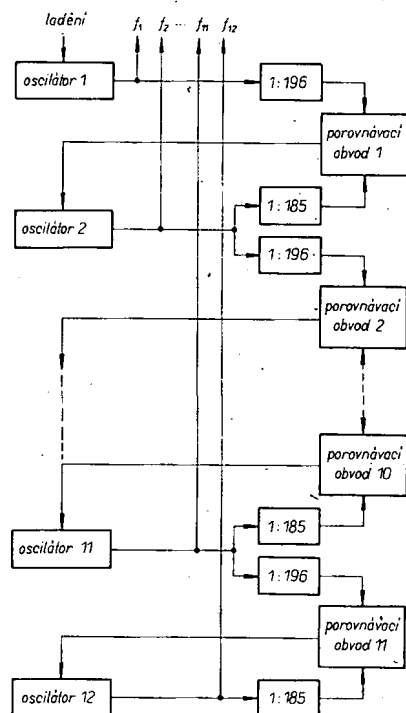 ladění
f₁ f₂ ... f₁₁ f₁₂
oscilátor 1
1:196
porovnávací
obvod 1
1:185
oscilátor 2
1:196
porovnávací
obvod 2
porovnávací
obvod 10
1:185
oscilátor 11
1:196
porovnávací
obvod 11
oscilátor 12
1:185